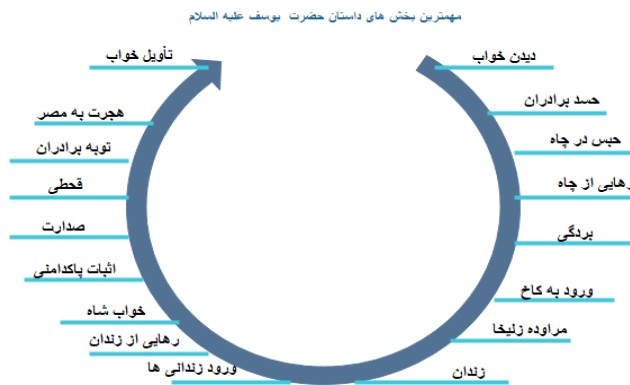 مهمترین بخش های داستان حضرت یوسف علیه السلام
دیدن خواب
حسد برادران
حبس در چاه
رهایی از چاه
بردگی
ورود به کاخ
مراوده زلیخا
زندان
ورود زندانی ها
رهایی از زندان
خواب شاه
اثبات پاکدامنی
صدارت
قحطی
توبه برادران
هجرت به مصر
تأویل خواب